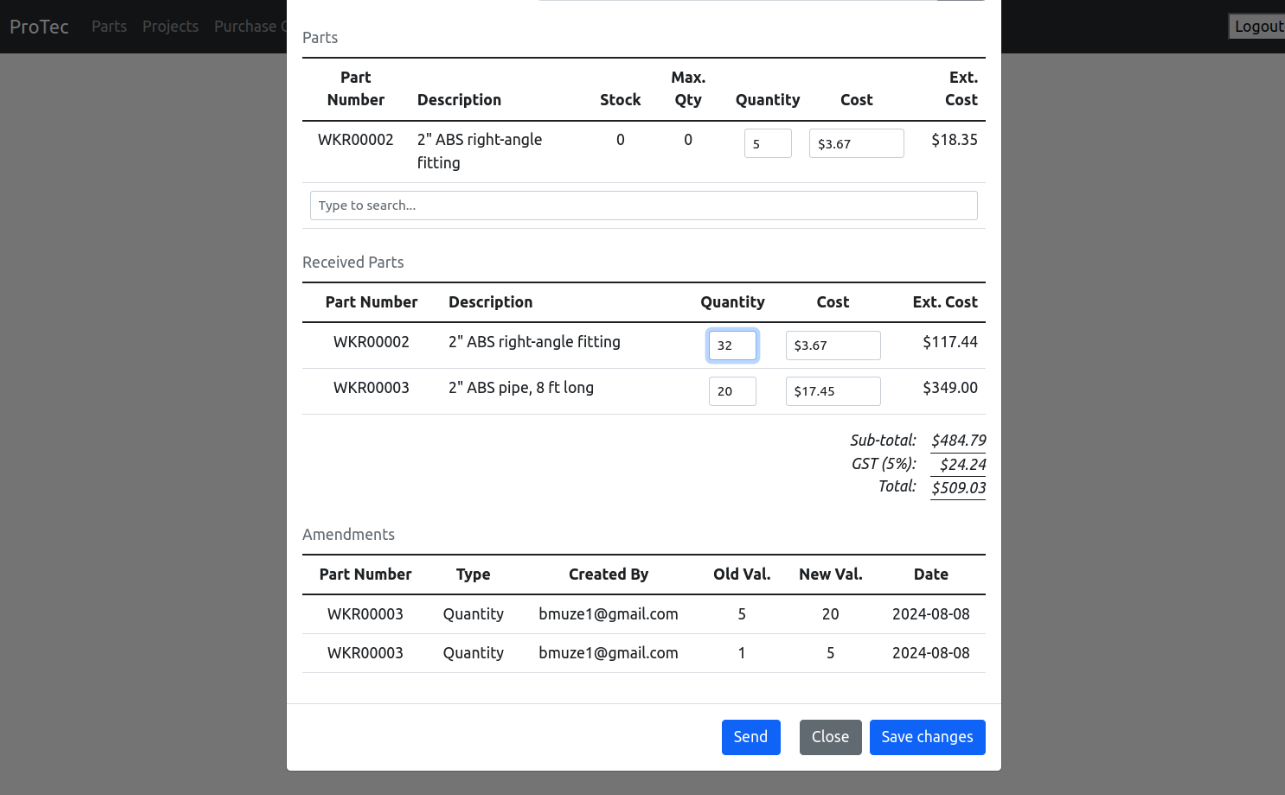 ProTec Parts Projects Purchase Logout
Parts
Part Number Description Stock Max. Qty Quantity Cost Ext. Cost
WKR00002 2" ABS right-angle fitting 0 0 5 $3.67 $18.35
Type to search...
Received Parts
Part Number Description Quantity Cost Ext. Cost
WKR00002 2" ABS right-angle fitting 32 $3.67 $117.44
WKR00003 2" ABS pipe, 8 ft long 20 $17.45 $349.00
Sub-total: $484.79
GST (5%): $24.24
Total: $509.03
Amendments
Part Number Type Created By Old Val. New Val. Date
WKR00003 Quantity bmuze1@gmail.com 5 20 2024-08-08
WKR00003 Quantity bmuze1@gmail.com 1 5 2024-08-08
Send Close Save changes